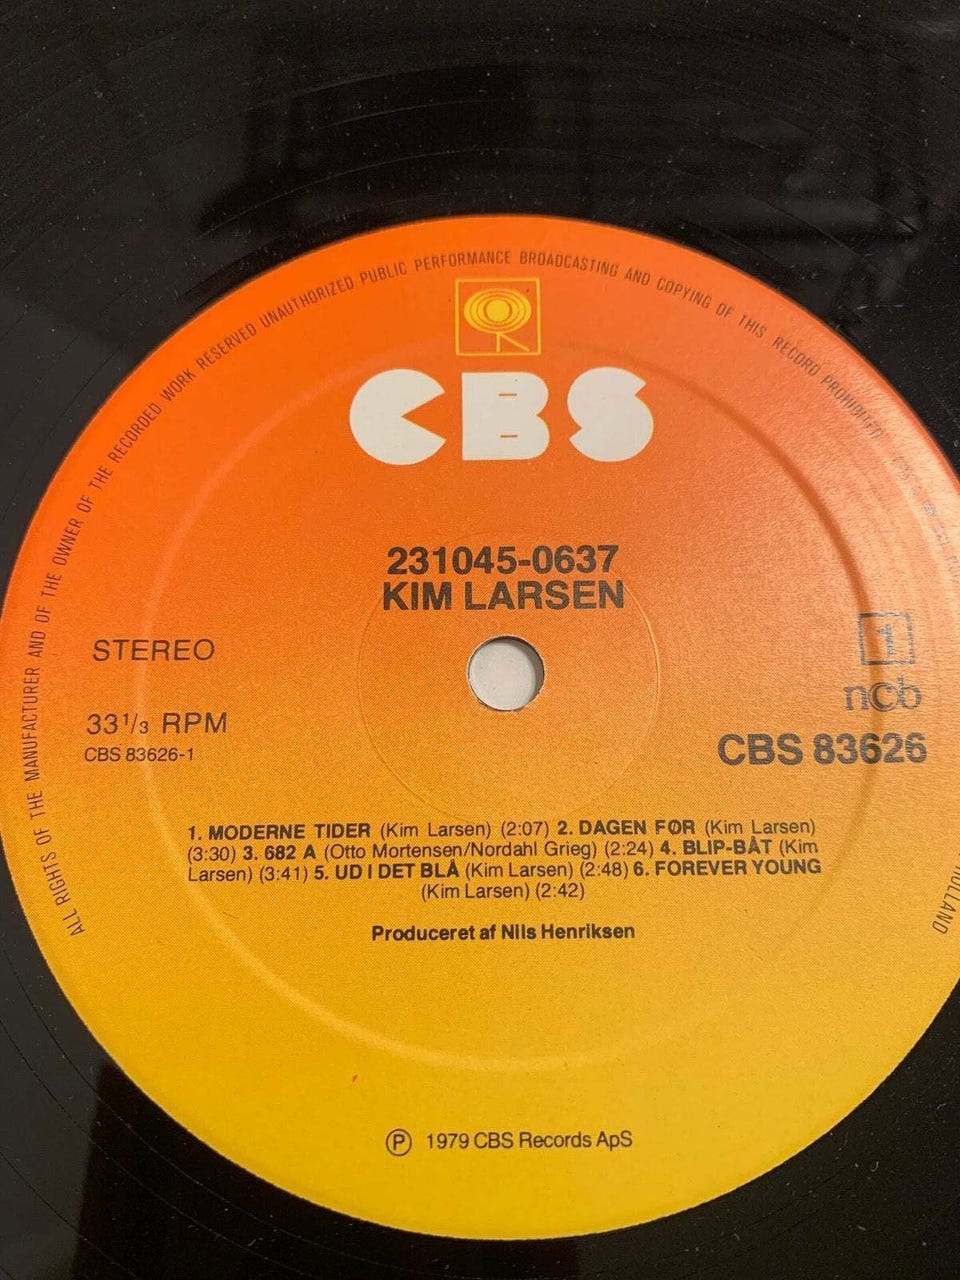 ALL RIGHTS OF THE MANUFACTURER AND OF THE OWNER OF THE RECORDED WORK RESERVED UNAUTHORIZED PUBLIC PERFORMANCE BROADCASTING AND COPYING OF THIS RECORD PROHIBITED
HOLLAND
CBS
231045-0637
KIM LARSEN
STEREO
33 1/3 RPM
CBS 83626-1
ncb
CBS 83626
1. MODERNE TIDER (Kim Larsen) (2:07) 2. DAGEN FØR (Kim Larsen)
(3:30) 3. 682 A (Otto Mortensen/Nordahl Grieg) (2:24) 4. BLIP-BÅT (Kim
Larsen) (3:41) 5. UD I DET BLÅ (Kim Larsen) (2:48) 6. FOREVER YOUNG
(Kim Larsen) (2:42)
Produceret af Nils Henriksen
Ⓟ 1979 CBS Records ApS